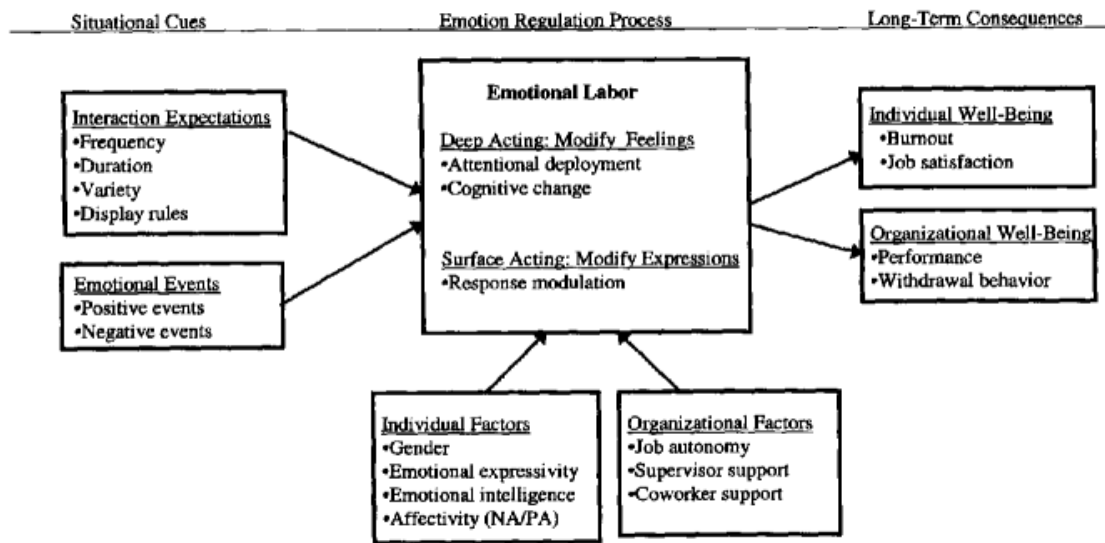 Situational Cues
Emotion Regulation Process
Long-Term Consequences
Interaction Expectations
•Frequency
•Duration
•Variety
•Display rules
Emotional Events
•Positive events
•Negative events
Emotional Labor
Deep Acting: Modify Feelings
•Attentional deployment
•Cognitive change
Surface Acting: Modify Expressions
•Response modulation
Individual Well-Being
•Burnout
•Job satisfaction
Organizational Well-Being
•Performance
•Withdrawal behavior
Individual Factors
•Gender
•Emotional expressivity
•Emotional intelligence
•Affectivity (NA/PA)
Organizational Factors
•Job autonomy
•Supervisor support
•Coworker support